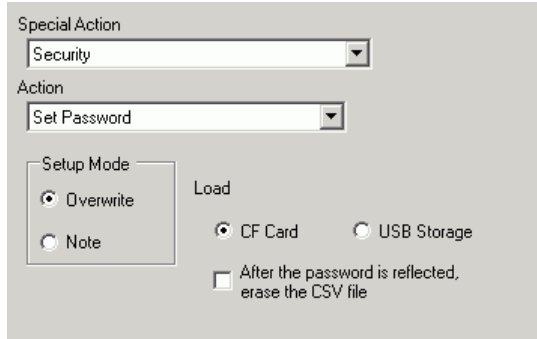 Special Action
Security
Action
Set Password
Setup Mode
Overwrite
Note
Load
CF Card
USB Storage
After the password is reflected,
erase the CSV file